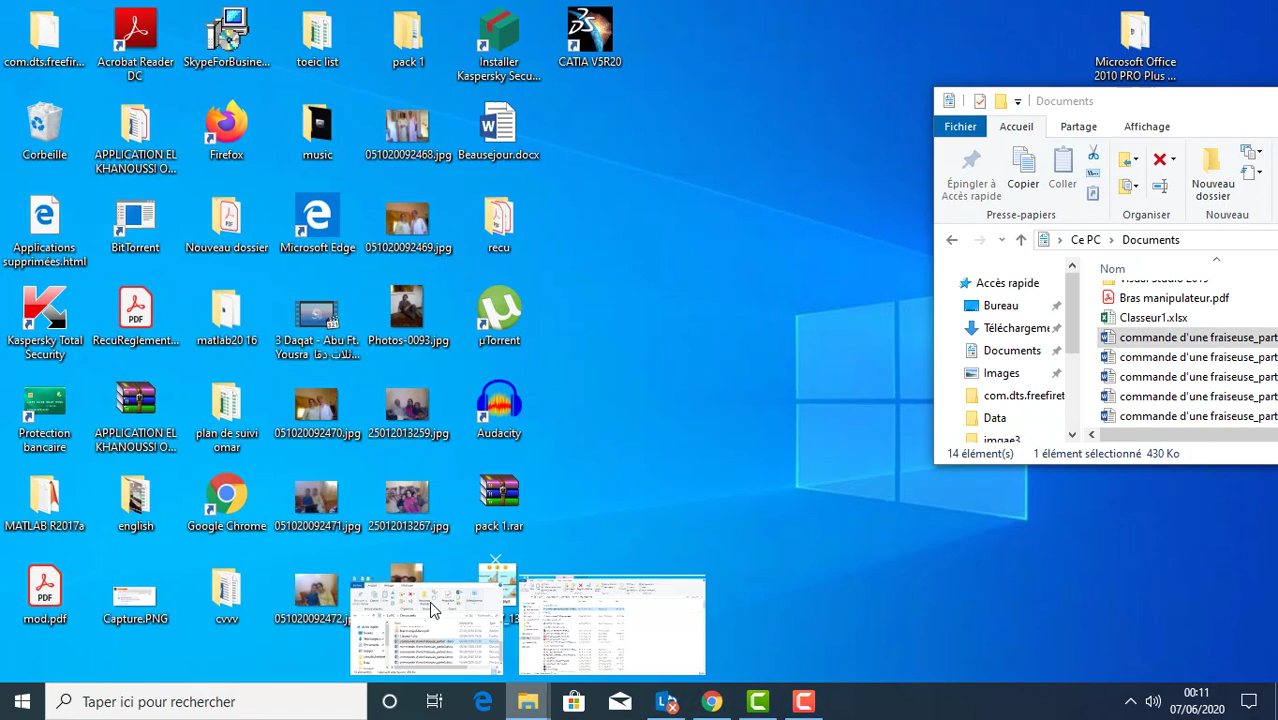 com.dts.freefir...
Acrobat Reader
DC
SkypeForBusine...
toeic list
pack 1
Installer
Kaspersky Secu...
CATIA V5R20
Microsoft Office
2010 PRO Plus ...
Corbeille
APPLICATION EL
KHANOUSSI O...
Firefox
music
051020092468.jpg
Beausejour.docx
Applications
supprimées.html
BitTorrent
Nouveau dossier
Microsoft Edge
051020092469.jpg
recu
Kaspersky Total
Security
RecuReglement...
matlab20 16
3 Daqat - Abu Ft.
Yousra ثلاث دقا...
Photos-0093.jpg
µTorrent
Protection
bancaire
APPLICATION EL
KHANOUSSI O...
plan de suivi
omar
051020092470.jpg
25012013259.jpg
Audacity
MATLAB R2017a
english
Google Chrome
051020092471.jpg
25012013267.jpg
pack 1.rar
mod.pdf
Capture.PNG
vvvv
Documents
Fichier
Accueil
Partage
Affichage
Épingler à
Accès rapide
Copier
Coller
Nouveau
dossier
Presse-papiers
Organiser
Nouveau
Ce PC
Documents
Nom
Accès rapide
Bureau
Téléchargeme
Documents
Images
com.dts.freefiret
Data
imgae3
Visual Studio 2019
Bras manipulateur.pdf
Classeur1.xlsx
commande d'une fraiseuse_part
commande d'une fraiseuse_part
commande d'une fraiseuse_part
commande d'une fraiseuse_part
commande d'une fraiseuse_part
14 élément(s)
1 élément sélectionné 430 Ko
Taper ici pour rechercher
00:11
07/06/2020